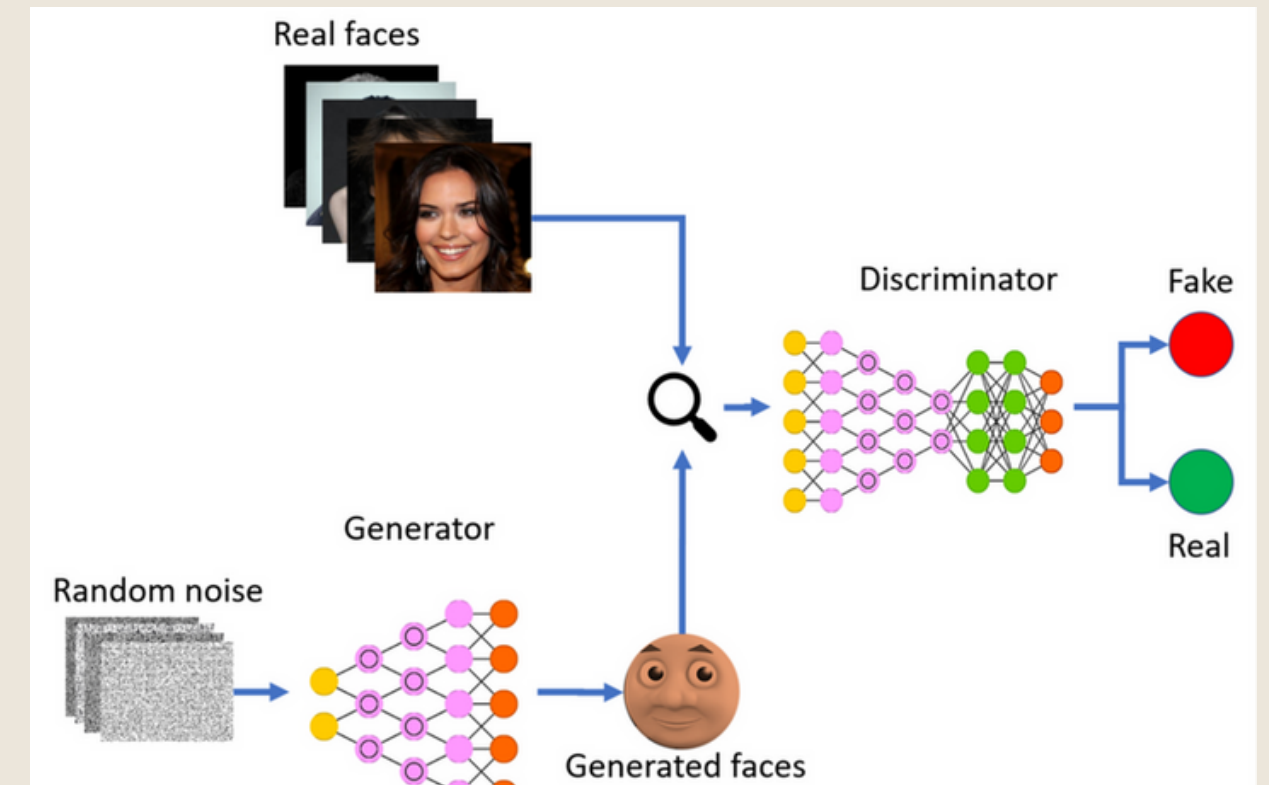 Real faces
Discriminator
Fake
Generator
Real
Random noise
Generated faces